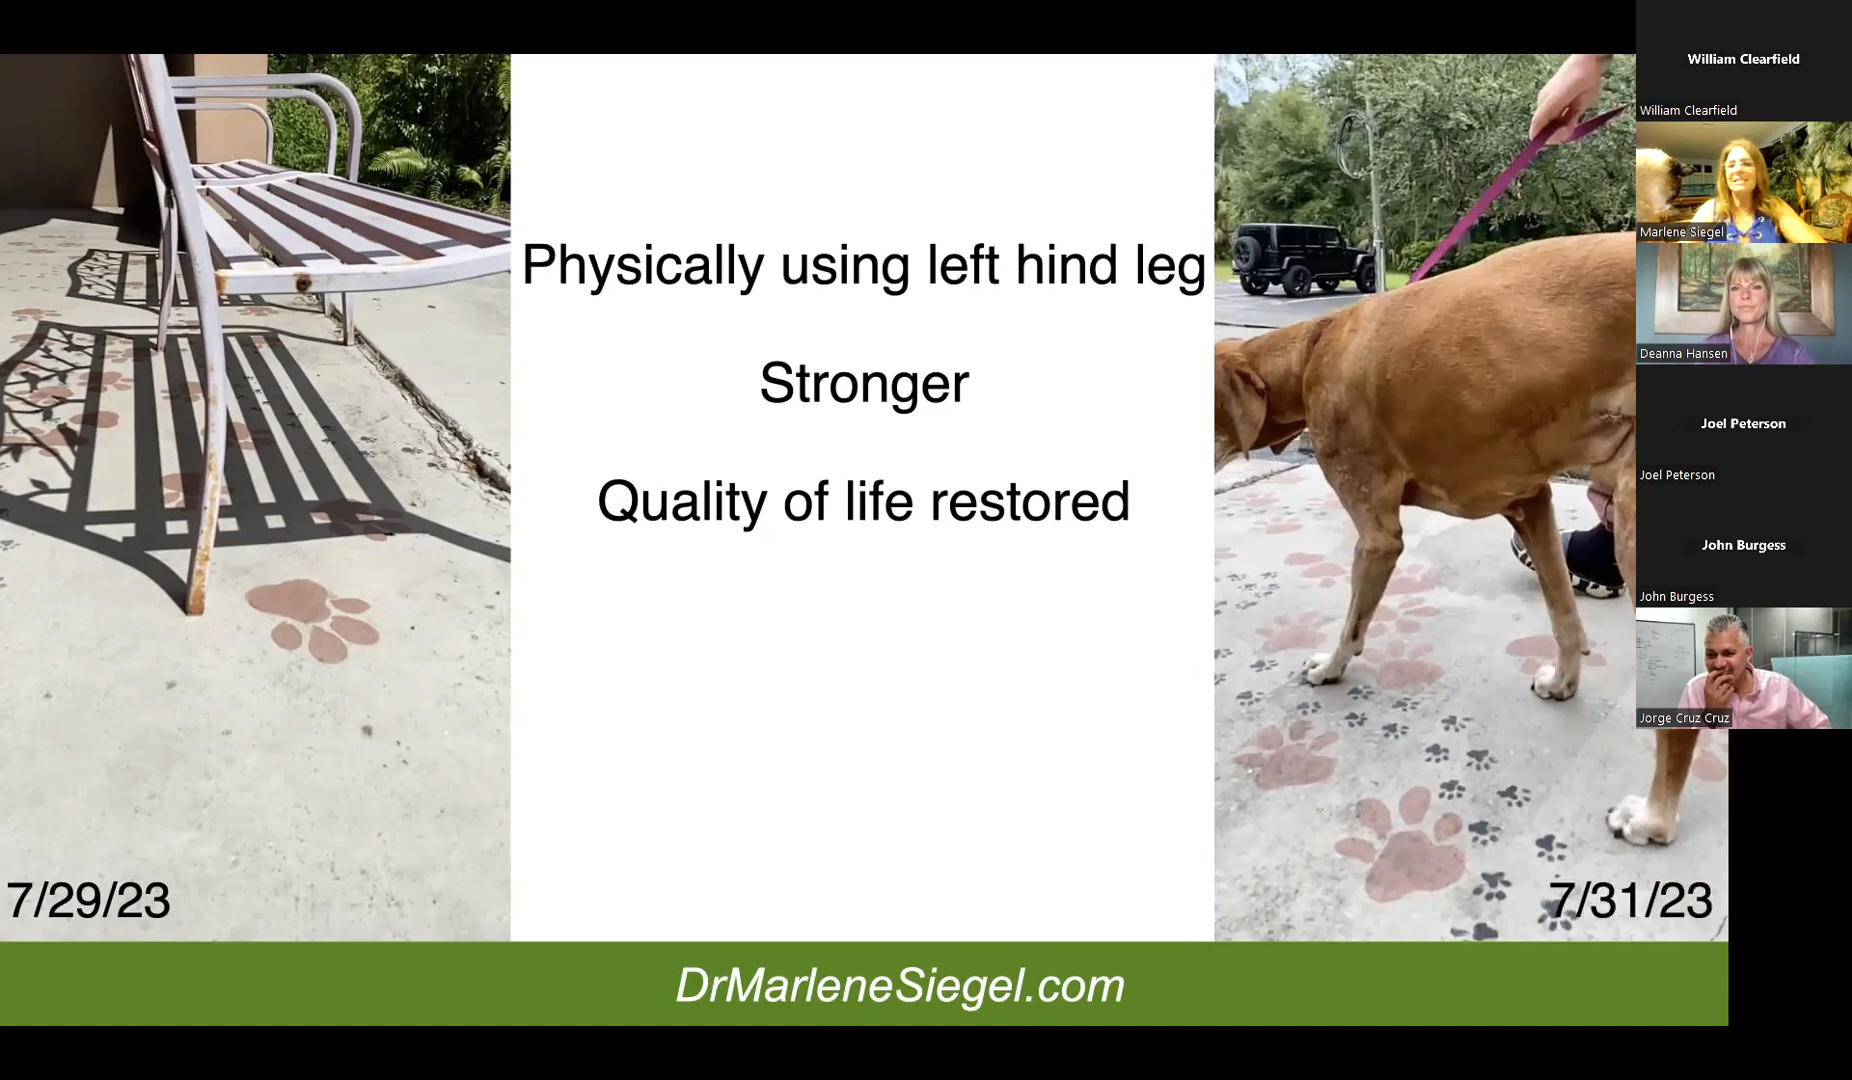 Physically using left hind leg
Stronger
Quality of life restored
7/29/23
7/31/23
DrMarleneSiegel.com
William Clearfield
William Clearfield
Marlene Siegel
Deanna Hansen
Joel Peterson
Joel Peterson
John Burgess
John Burgess
Jorge Cruz Cruz